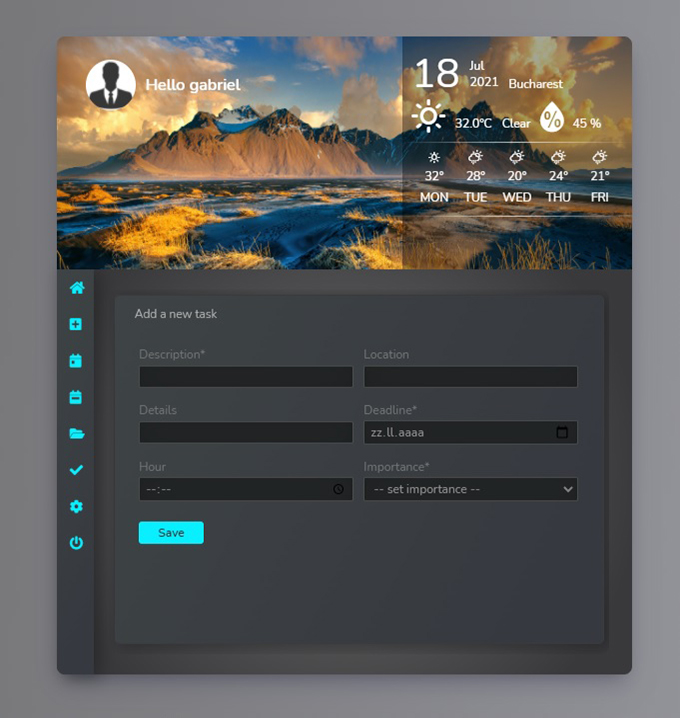 Hello gabriel
18 Jul 2021 Bucharest
32.0°C Clear % 45 %
32° 28° 20° 24° 21°
MON TUE WED THU FRI
Add a new task
Description* Location
Details Deadline*
zz.ll.aaaa
Hour Importance*
--:-- -- set importance --
Save